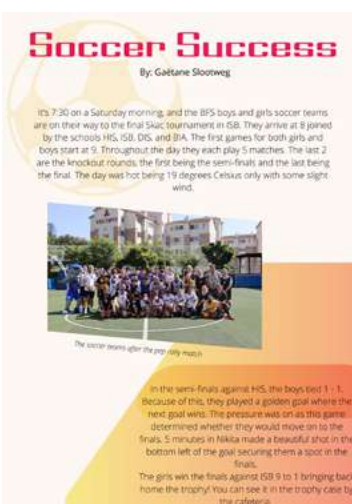 Soccer Success
By: Gaëtane Slootweg
It's 7:30 on a Saturday morning, and the BFS boys and girls soccer teams
are on their way to the final Skac tournament in ISB. They arrive at 8 joined
by the schools HIS, ISB, DIS, and BIA. The first games for both girls and
boys start at 9. Throughout the day they each play 5 matches. The last 2
are the knockout rounds, the first being the semi-finals and the last being
the final. The day was hot being 19 degrees Celsius only with some slight
wind.
The soccer teams after the pep rally match
In the semi-finals against HIS, the boys tied 1 - 1.
Because of this, they played a golden goal where the
next goal wins. The pressure was on as this game
determined whether they would move on to the
finals. 5 minutes in Nikita made a beautiful shot in the
bottom left of the goal securing them a spot in the
finals.
The girls win the finals against ISB 9 to 1 bringing back
home the trophy! You can see it in the trophy case by
the cafeteria.